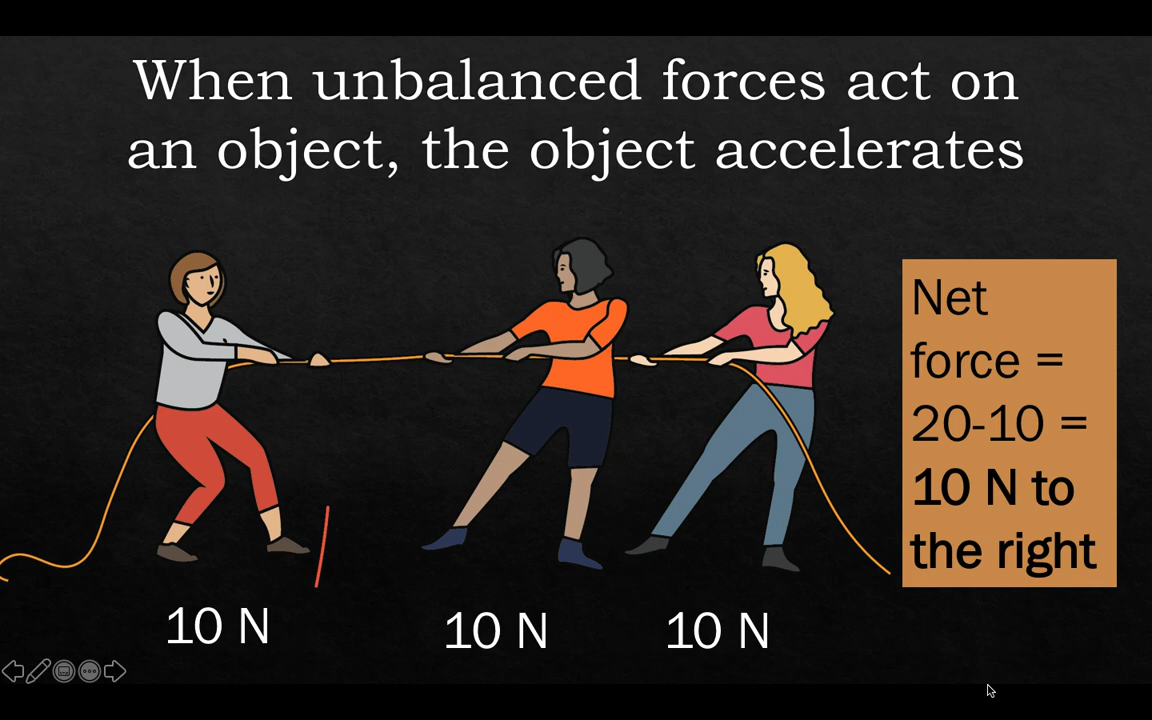 When unbalanced forces act on
an object, the object accelerates
Net
force =
20-10 =
10 N to
the right
10 N
10 N
10 N